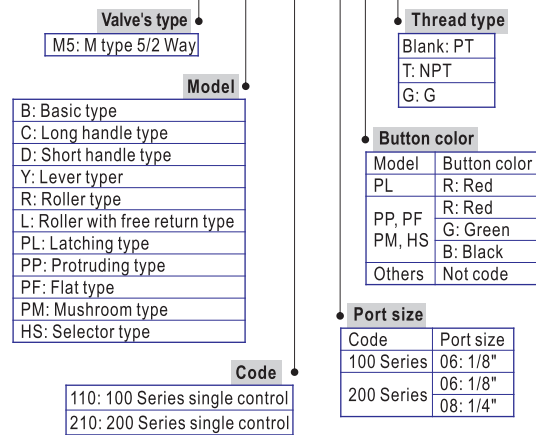 Valve's type
M5: M type 5/2 Way
Model
B: Basic type
C: Long handle type
D: Short handle type
Y: Lever typer
R: Roller type
L: Roller with free return type
PL: Latching type
PP: Protruding type
PF: Flat type
PM: Mushroom type
HS: Selector type
Code
110: 100 Series single control
210: 200 Series single control
Thread type
Blank: PT
T: NPT
G: G
Button color
Model Button color
PL R: Red
PP, PF
PM, HS
R: Red
G: Green
B: Black
Others Not code
Port size
Code Port size
100 Series 06: 1/8"
200 Series
06: 1/8"
08: 1/4"